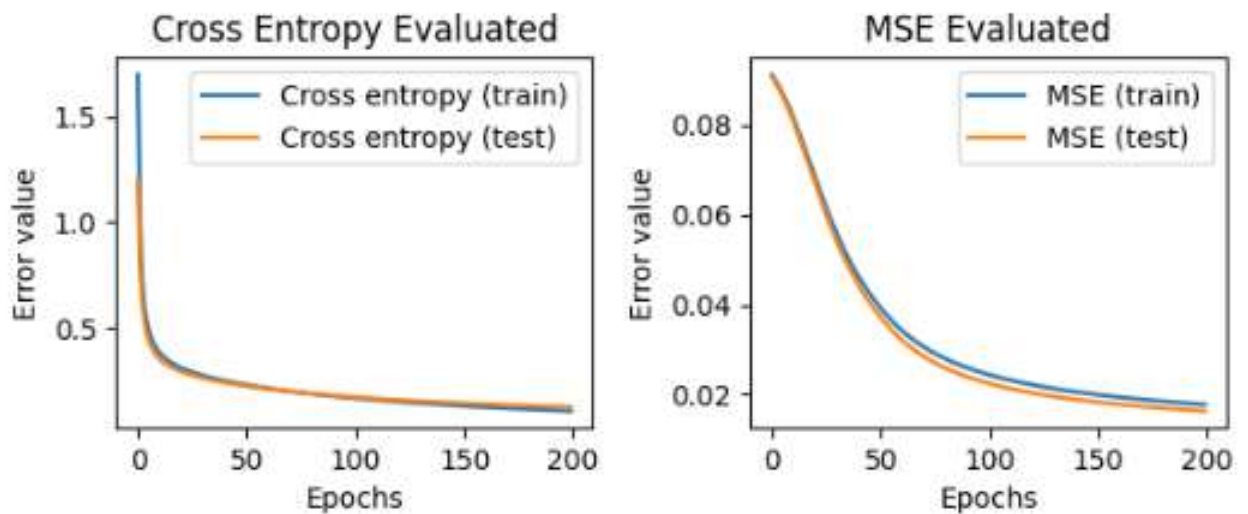 Cross Entropy Evaluated
Cross entropy (train)
Cross entropy (test)
Error value
1.5
1.0
0.5
0 50 100 150 200
Epochs
MSE Evaluated
MSE (train)
MSE (test)
Error value
0.08
0.06
0.04
0.02
0 50 100 150 200
Epochs